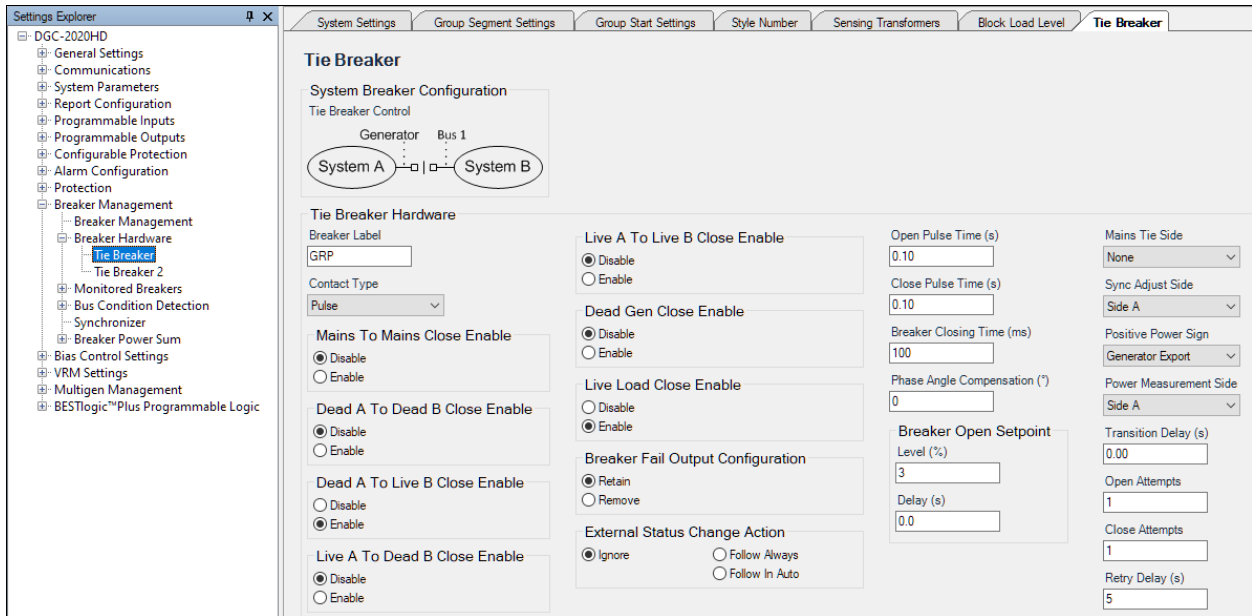 Settings Explorer
DGC-2020HD
General Settings
Communications
System Parameters
Report Configuration
Programmable Inputs
Programmable Outputs
Configurable Protection
Alarm Configuration
Protection
Breaker Management
Breaker Management
Breaker Hardware
Tie Breaker
Tie Breaker 2
Monitored Breakers
Bus Condition Detection
Synchronizer
Breaker Power Sum
Bias Control Settings
VRM Settings
Multigen Management
BESTlogic™Plus Programmable Logic
System Settings
Group Segment Settings
Group Start Settings
Style Number
Sensing Transformers
Block Load Level
Tie Breaker
Tie Breaker
System Breaker Configuration
Tie Breaker Control
Generator Bus 1
System A System B
Tie Breaker Hardware
Breaker Label
GRP
Contact Type
Pulse
Mains To Mains Close Enable
Disable
Enable
Dead A To Dead B Close Enable
Disable
Enable
Dead A To Live B Close Enable
Disable
Enable
Live A To Dead B Close Enable
Disable
Enable
Live A To Live B Close Enable
Disable
Enable
Dead Gen Close Enable
Disable
Enable
Live Load Close Enable
Disable
Enable
Breaker Fail Output Configuration
Retain
Remove
External Status Change Action
Ignore Follow Always
Follow In Auto
Open Pulse Time (s)
0.10
Close Pulse Time (s)
0.10
Breaker Closing Time (ms)
100
Phase Angle Compensation (°)
0
Breaker Open Setpoint
Level (%)
3
Delay (s)
0.0
Mains Tie Side
None
Sync Adjust Side
Side A
Positive Power Sign
Generator Export
Power Measurement Side
Side A
Transition Delay (s)
0.00
Open Attempts
1
Close Attempts
1
Retry Delay (s)
5